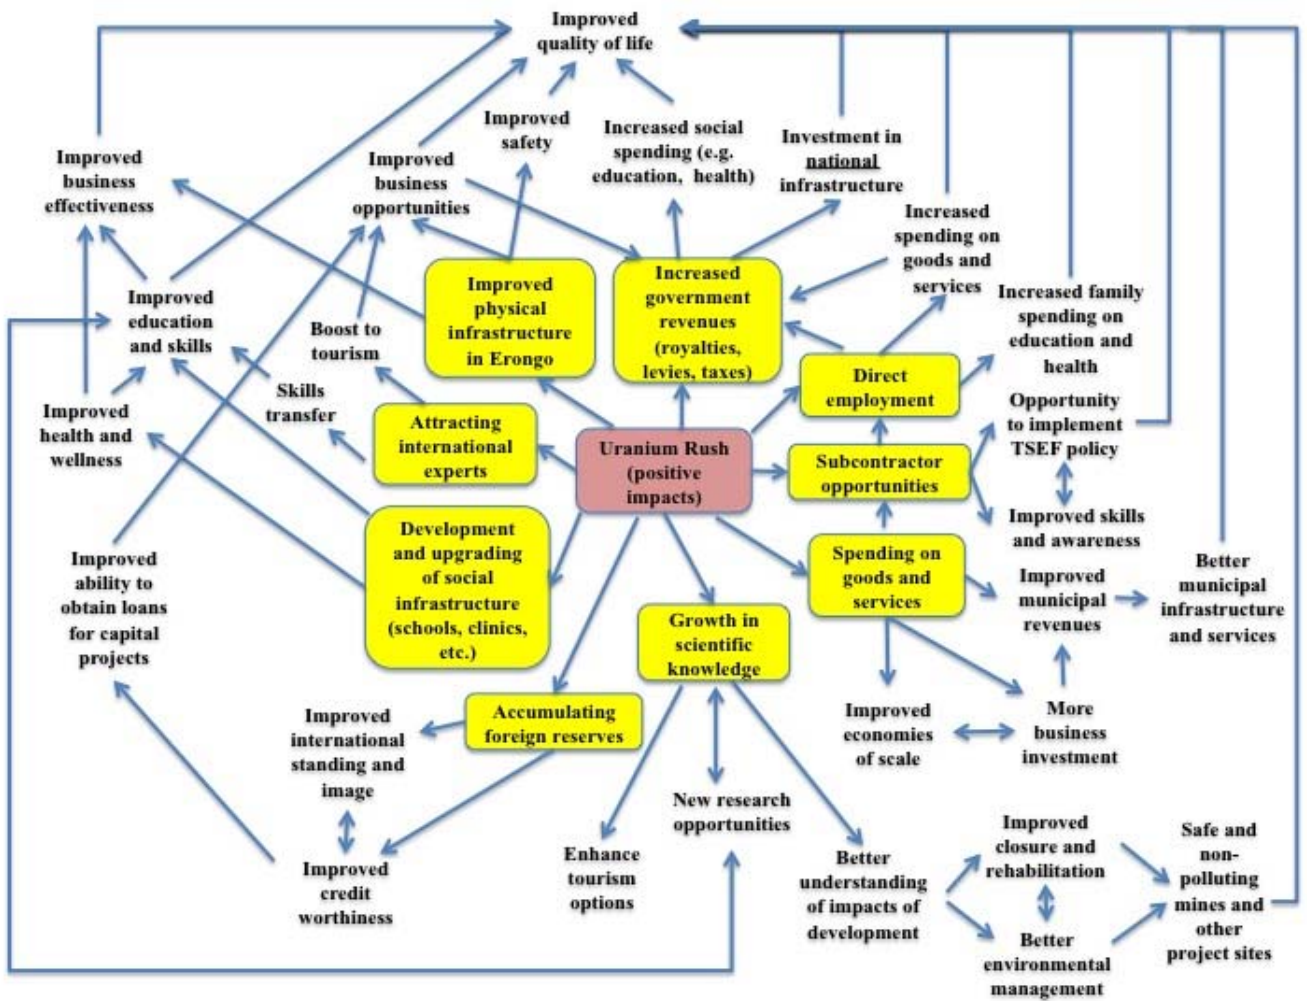 Improved
quality of life
Improved
safety
Increased social
spending (e.g.
education, health)
Investment in
national
infrastructure
Improved
business
effectiveness
Improved
business
opportunities
Increased
spending on
goods and
services
Improved
physical
infrastructure
in Erongo
Increased
government
revenues
(royalties,
levies, taxes)
Increased family
spending on
education and
health
Improved
education
and skills
Boost to
tourism
Direct
employment
Skills
transfer
Improved
health and
wellness
Attracting
international
experts
Uranium Rush
(positive
impacts)
Subcontractor
opportunities
Opportunity
to implement
TSEF policy
Improved skills
and awareness
Development
and upgrading
of social
infrastructure
(schools, clinics,
etc.)
Spending on
goods and
services
Improved
municipal
revenues
Better
municipal
infrastructure
and services
Improved
ability to
obtain loans
for capital
projects
Growth in
scientific
knowledge
Accumulating
foreign reserves
Improved
international
standing and
image
Improved
economies
of scale
More
business
investment
New research
opportunities
Improved
credit
worthiness
Enhance
tourism
options
Better
understanding
of impacts of
development
Improved
closure and
rehabilitation
Better
environmental
management
Safe and
non-
polluting
mines and
other
project sites